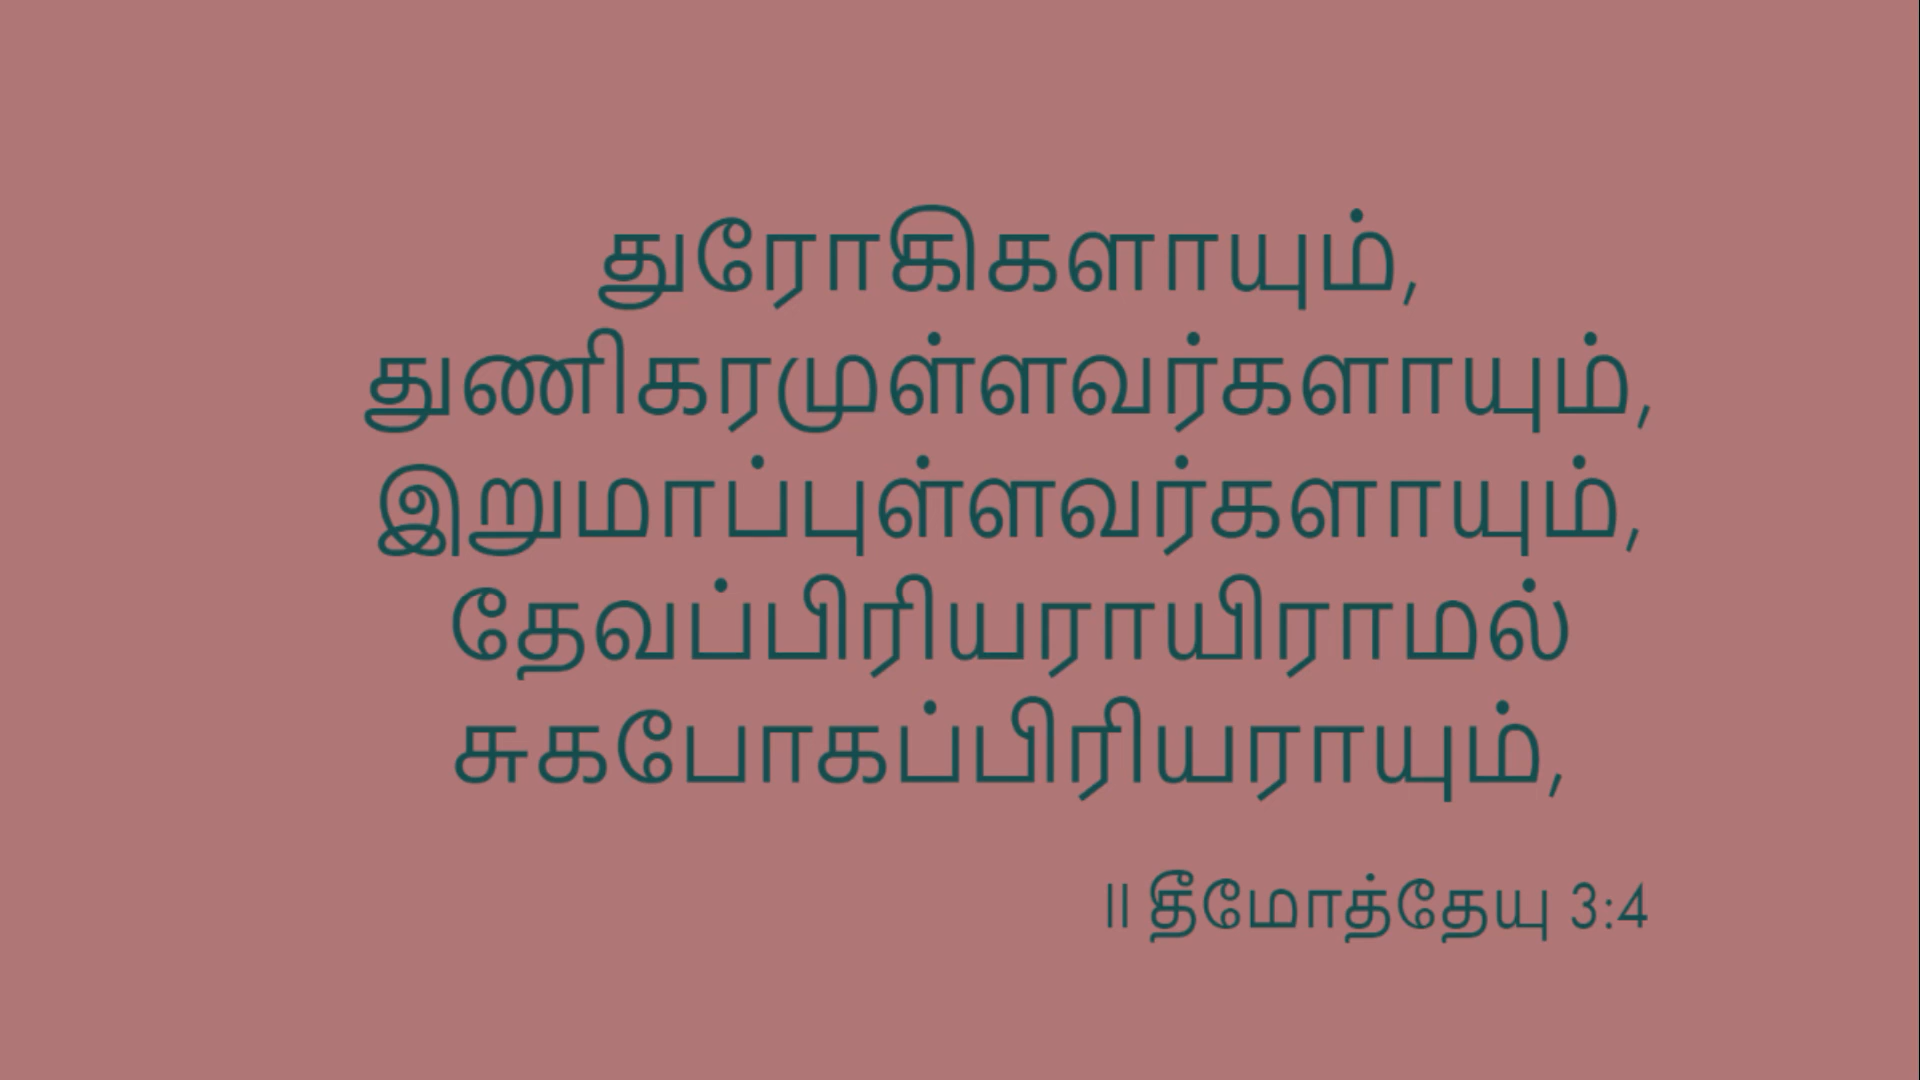 துரோகிகளாயும்,
துணிகரமுள்ளவர்களாயும்,
இறுமாப்புள்ளவர்களாயும்,
தேவப்பிரியராயிராமல்
சுகபோகப்பிரியராயும்,
II தீமோத்தேயு 3:4